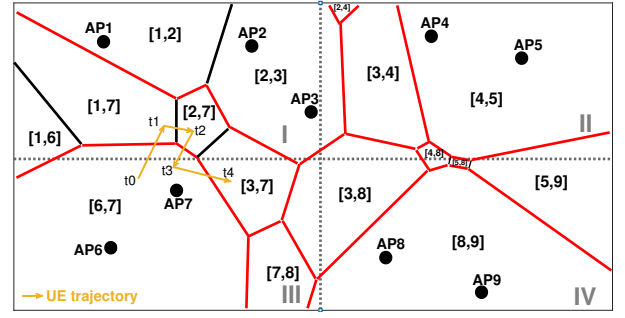 [2,4]
AP4
AP1
[1,2]
AP2
AP5
[2,3]
[3,4]
AP3
[4,5]
[1,7]
[2,7]
t1
t2
I
II
[1,6]
[4,8]
[5,8]
t3
t4
t0
[3,7]
[3,8]
[5,9]
AP7
[6,7]
AP6
AP8
[8,9]
[7,8]
AP9
UE trajectory
III
IV